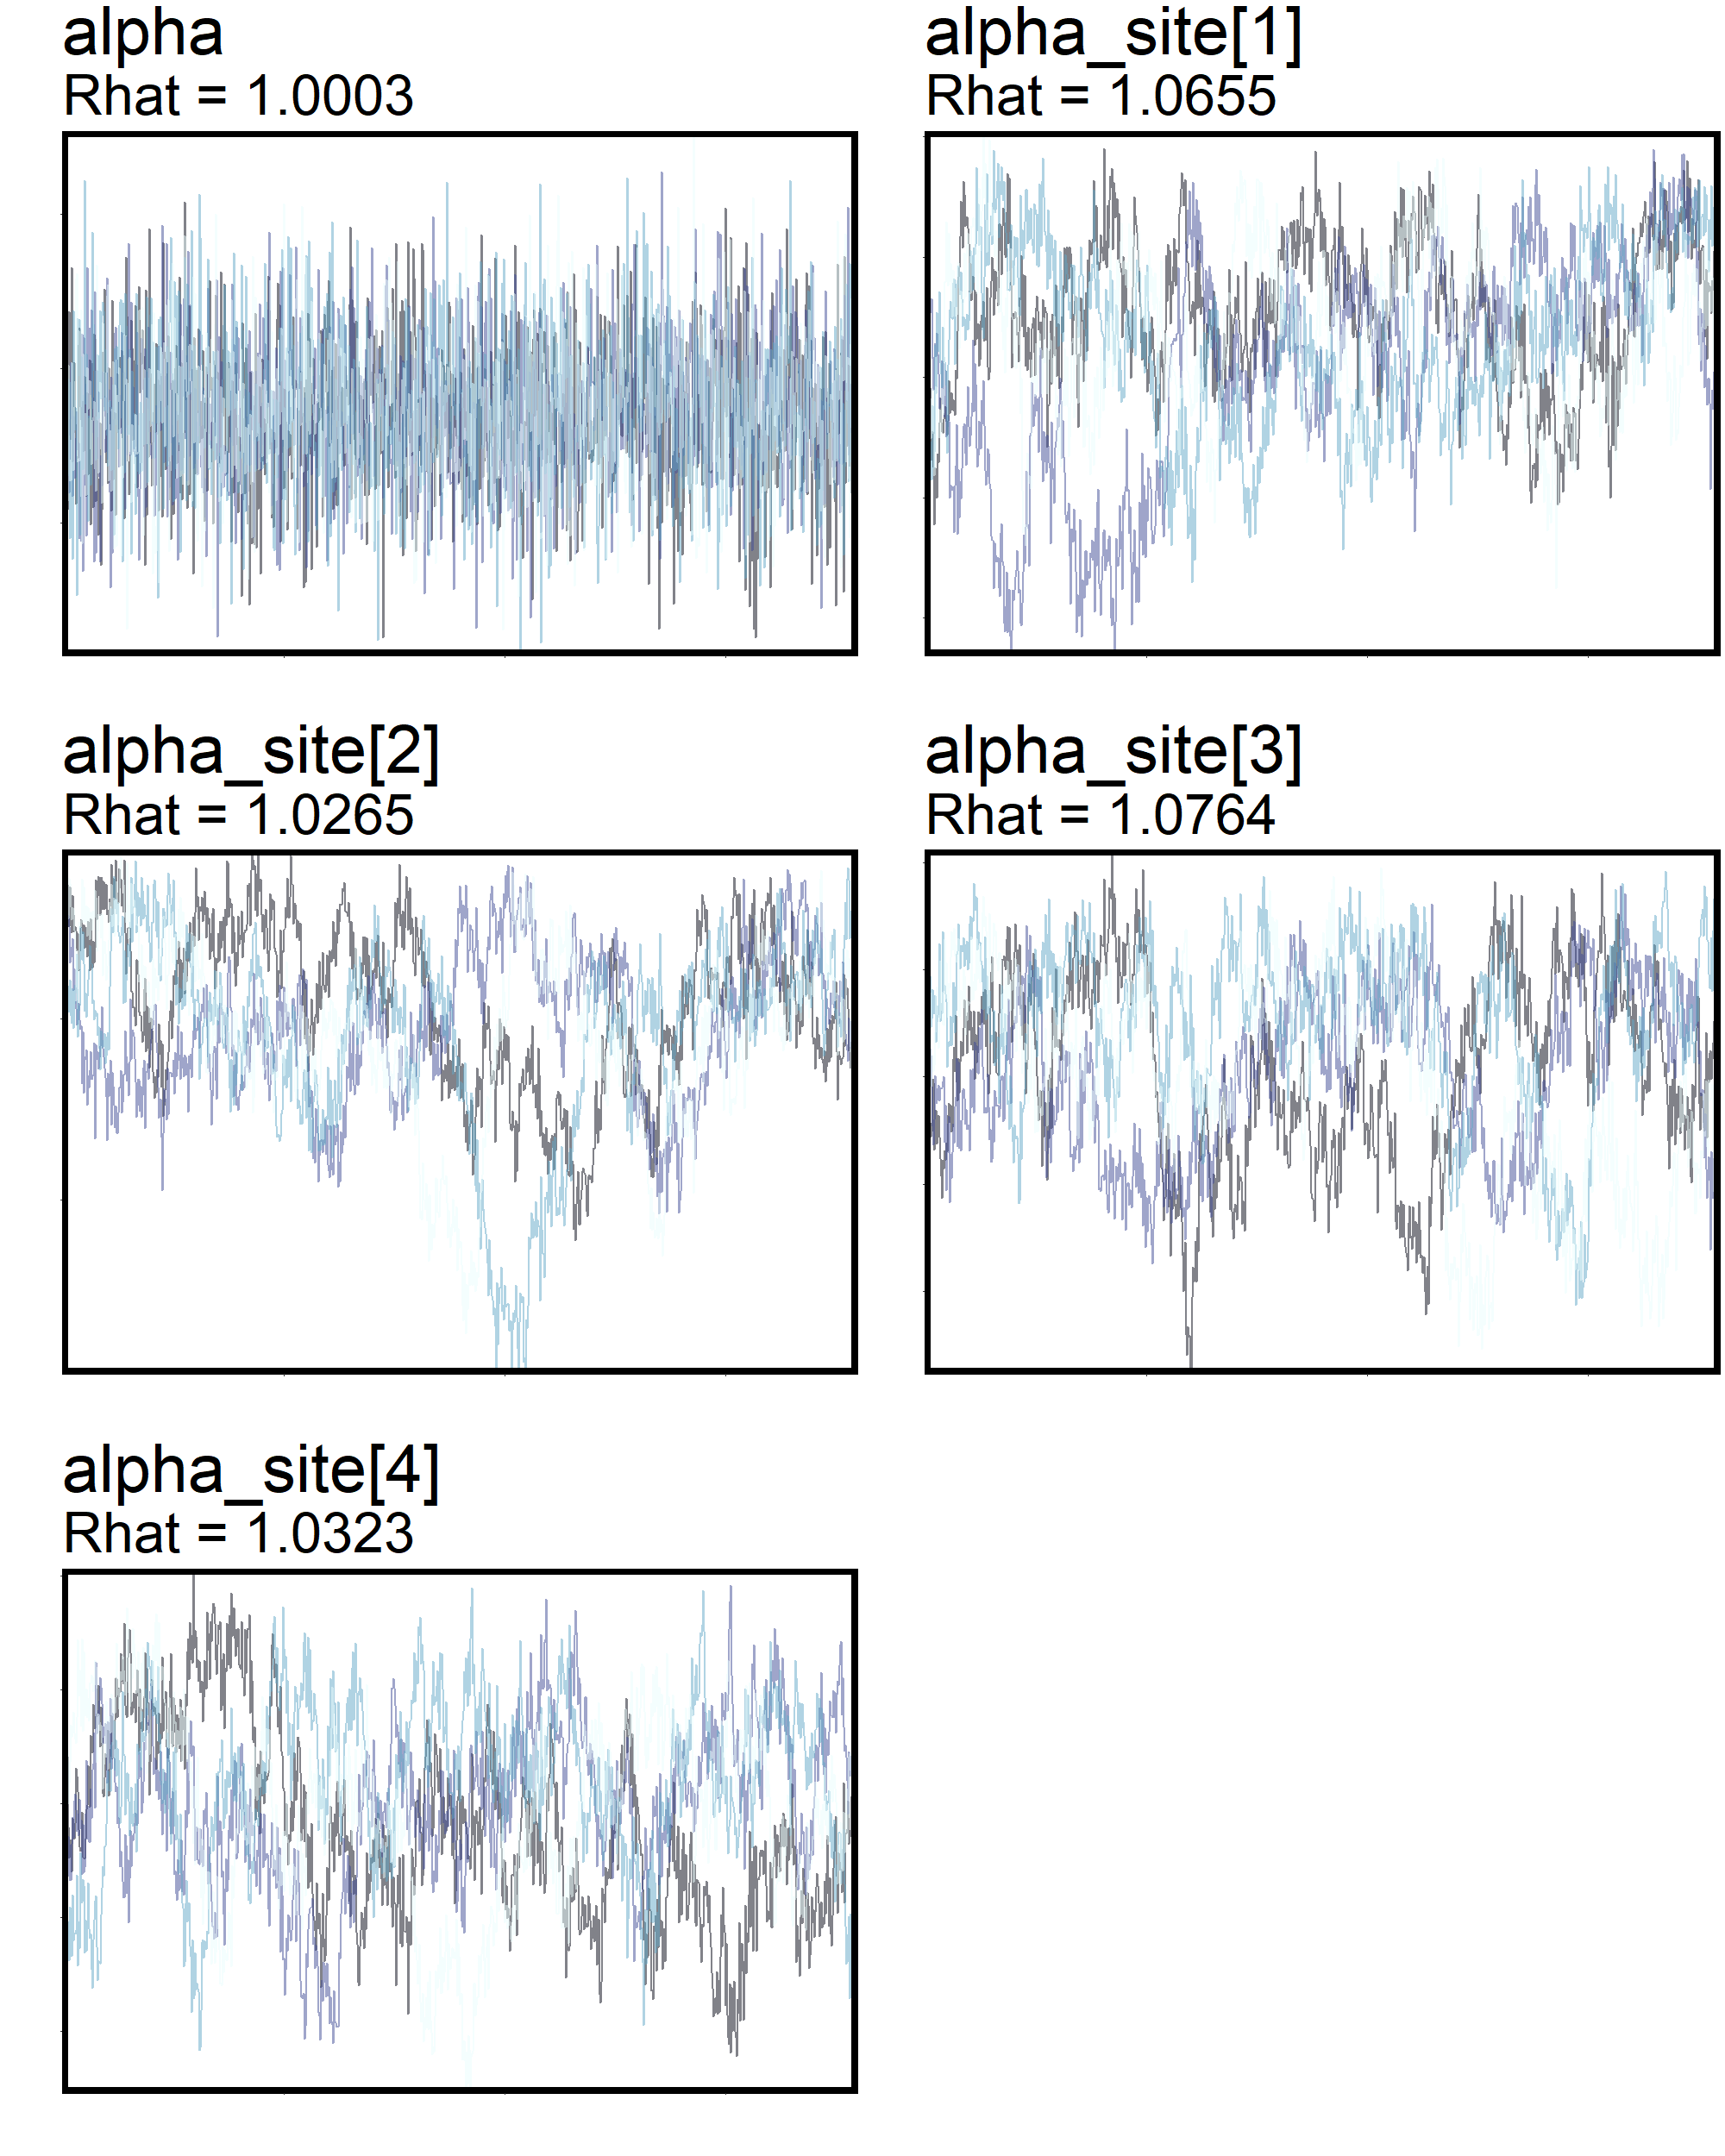 alpha
Rhat = 1.0003
alpha_site[1]
Rhat = 1.0655
alpha_site[2]
Rhat = 1.0265
alpha_site[3]
Rhat = 1.0764
alpha_site[4]
Rhat = 1.0323